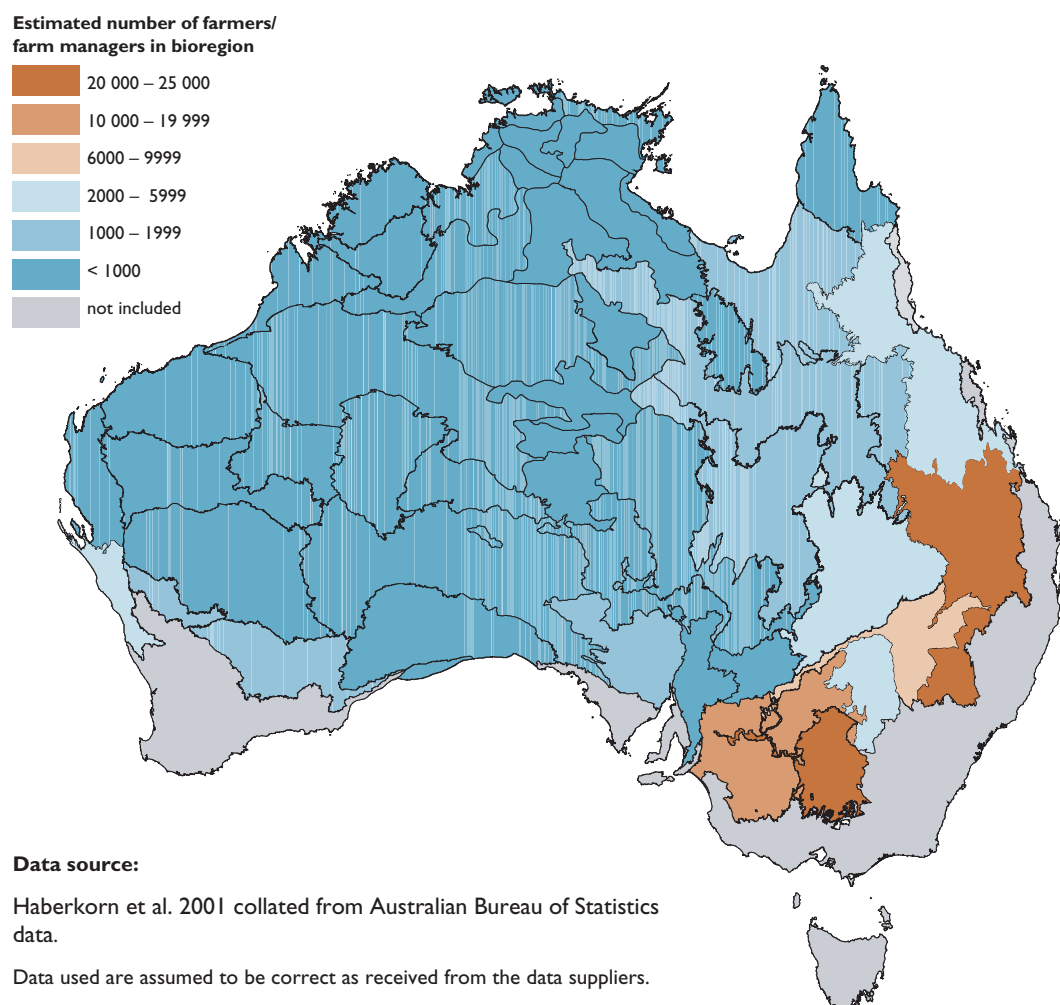 Estimated number of farmers/
farm managers in bioregion
20 000 – 25 000
10 000 – 19 999
6000 – 9999
2000 – 5999
1000 – 1999
< 1000
not included
Data source:
Haberkorn et al. 2001 collated from Australian Bureau of Statistics
data.
Data used are assumed to be correct as received from the data suppliers.